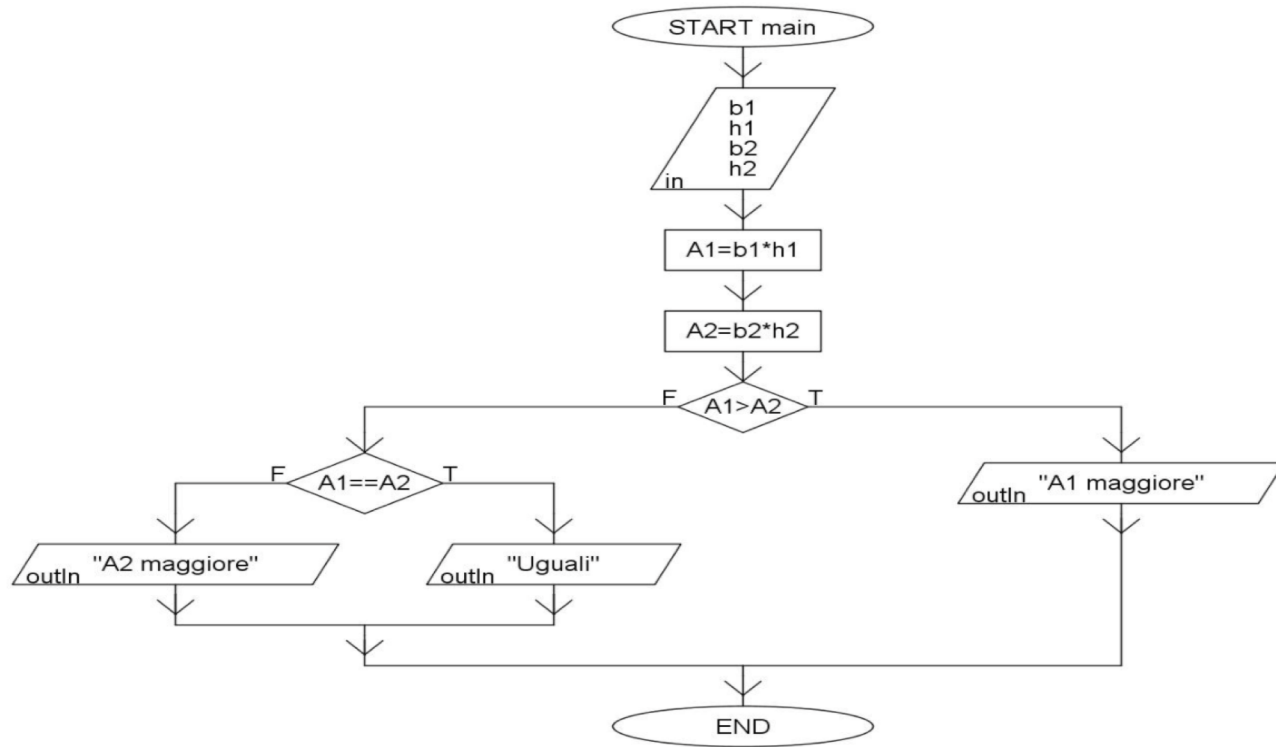 START main
b1
h1
b2
h2
in
A1=b1*h1
A2=b2*h2
F
A1>A2
T
F
A1==A2
T
"A1 maggiore"
outln
"A2 maggiore"
outln
"Uguali"
outln
END